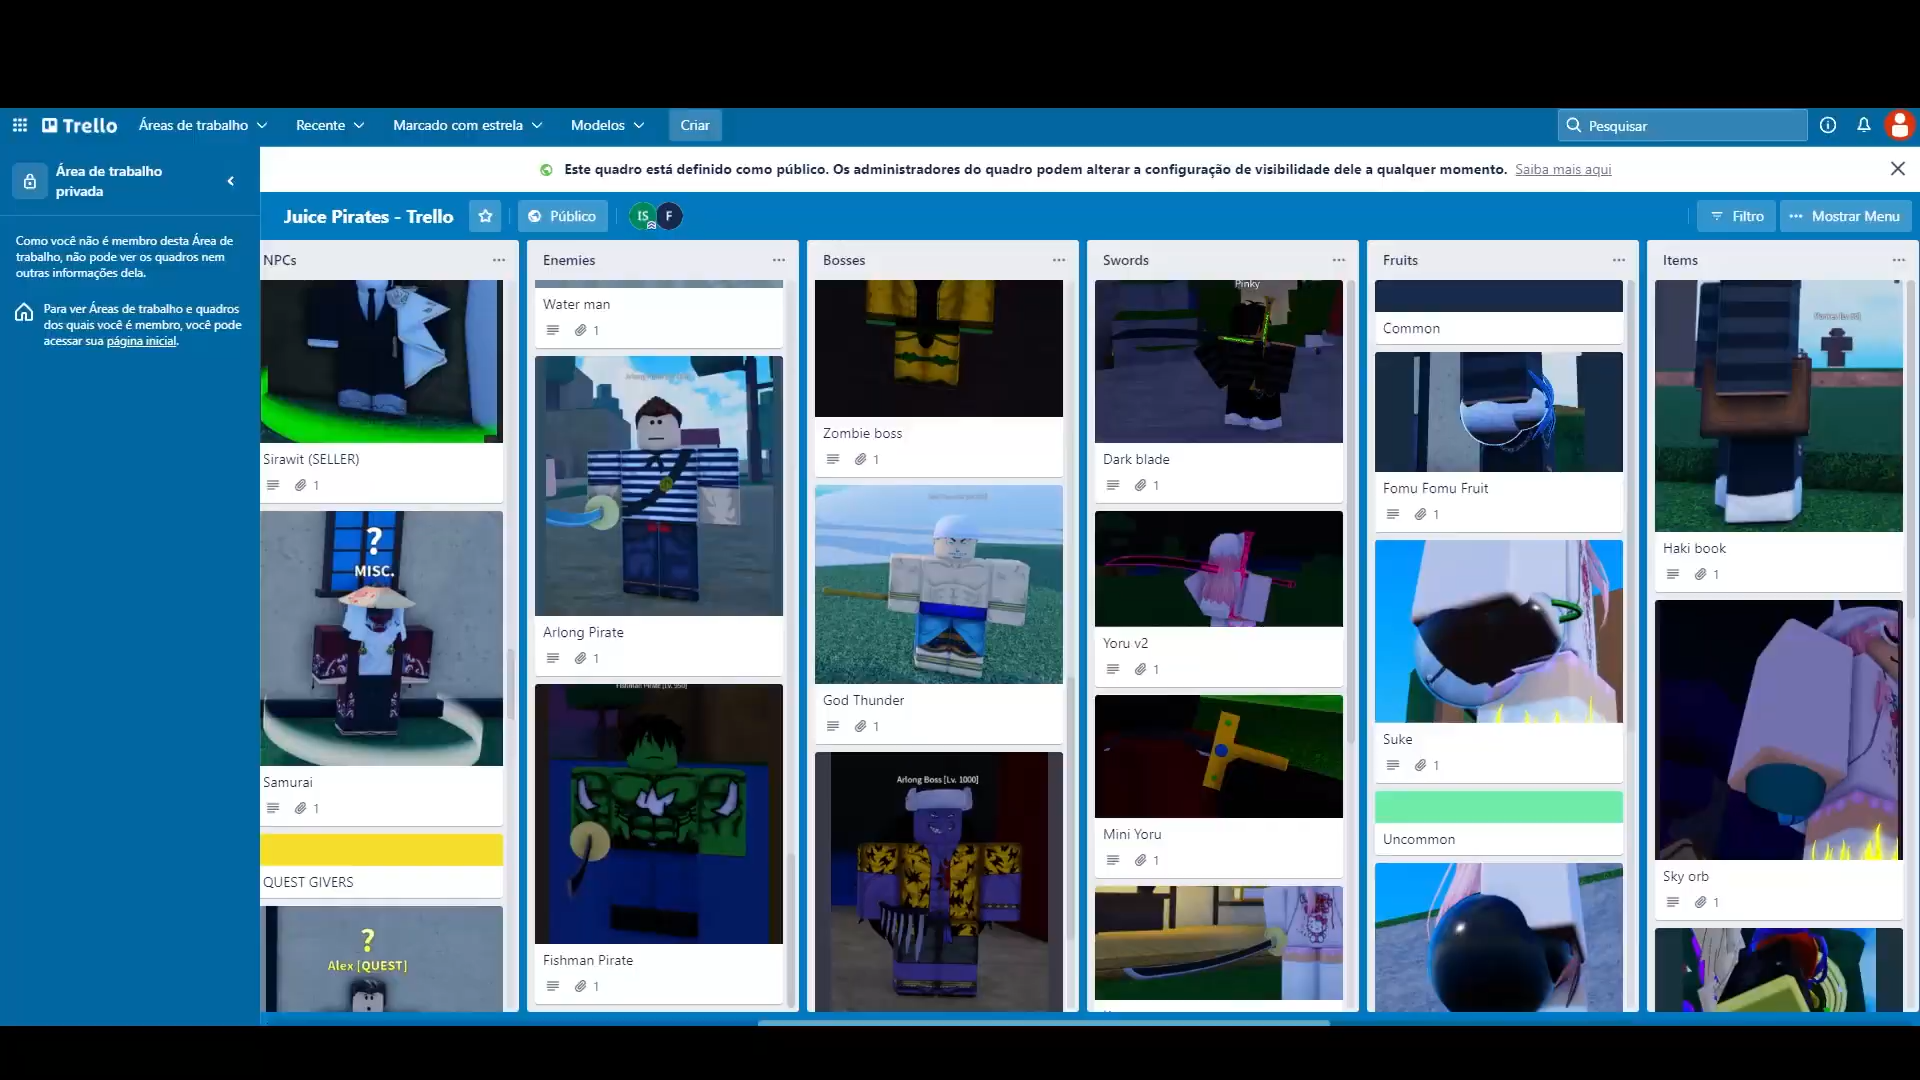 Trello
Áreas de trabalho
Recente
Marcado com estrela
Modelos
Criar
Pesquisar
Área de trabalho
privada
Este quadro está definido como público. Os administradores do quadro podem alterar a configuração de visibilidade dele a qualquer momento. Saiba mais aqui
Juice Pirates - Trello
Público
IS
F
Filtro
Mostrar Menu
Como você não é membro desta Área de
trabalho, não pode ver os quadros nem
outras informações dela.
Para ver Áreas de trabalho e quadros
dos quais você é membro, você pode
acessar sua página inicial.
NPCs
Sirawit (SELLER)
1
?
MISC.
Samurai
1
QUEST GIVERS
?
Alex [QUEST]
Enemies
Water man
1
Arlong Pirate
1
Fishman Pirate [Lv. 950]
Fishman Pirate
1
Bosses
Zombie boss
1
God Thunder
1
Arlong Boss [Lv. 1000]
Swords
Pinky
Dark blade
1
Yoru v2
1
Mini Yoru
1
Fruits
Common
Fomu Fomu Fruit
1
Suke
1
Uncommon
Items
Haki book
1
Sky orb
1